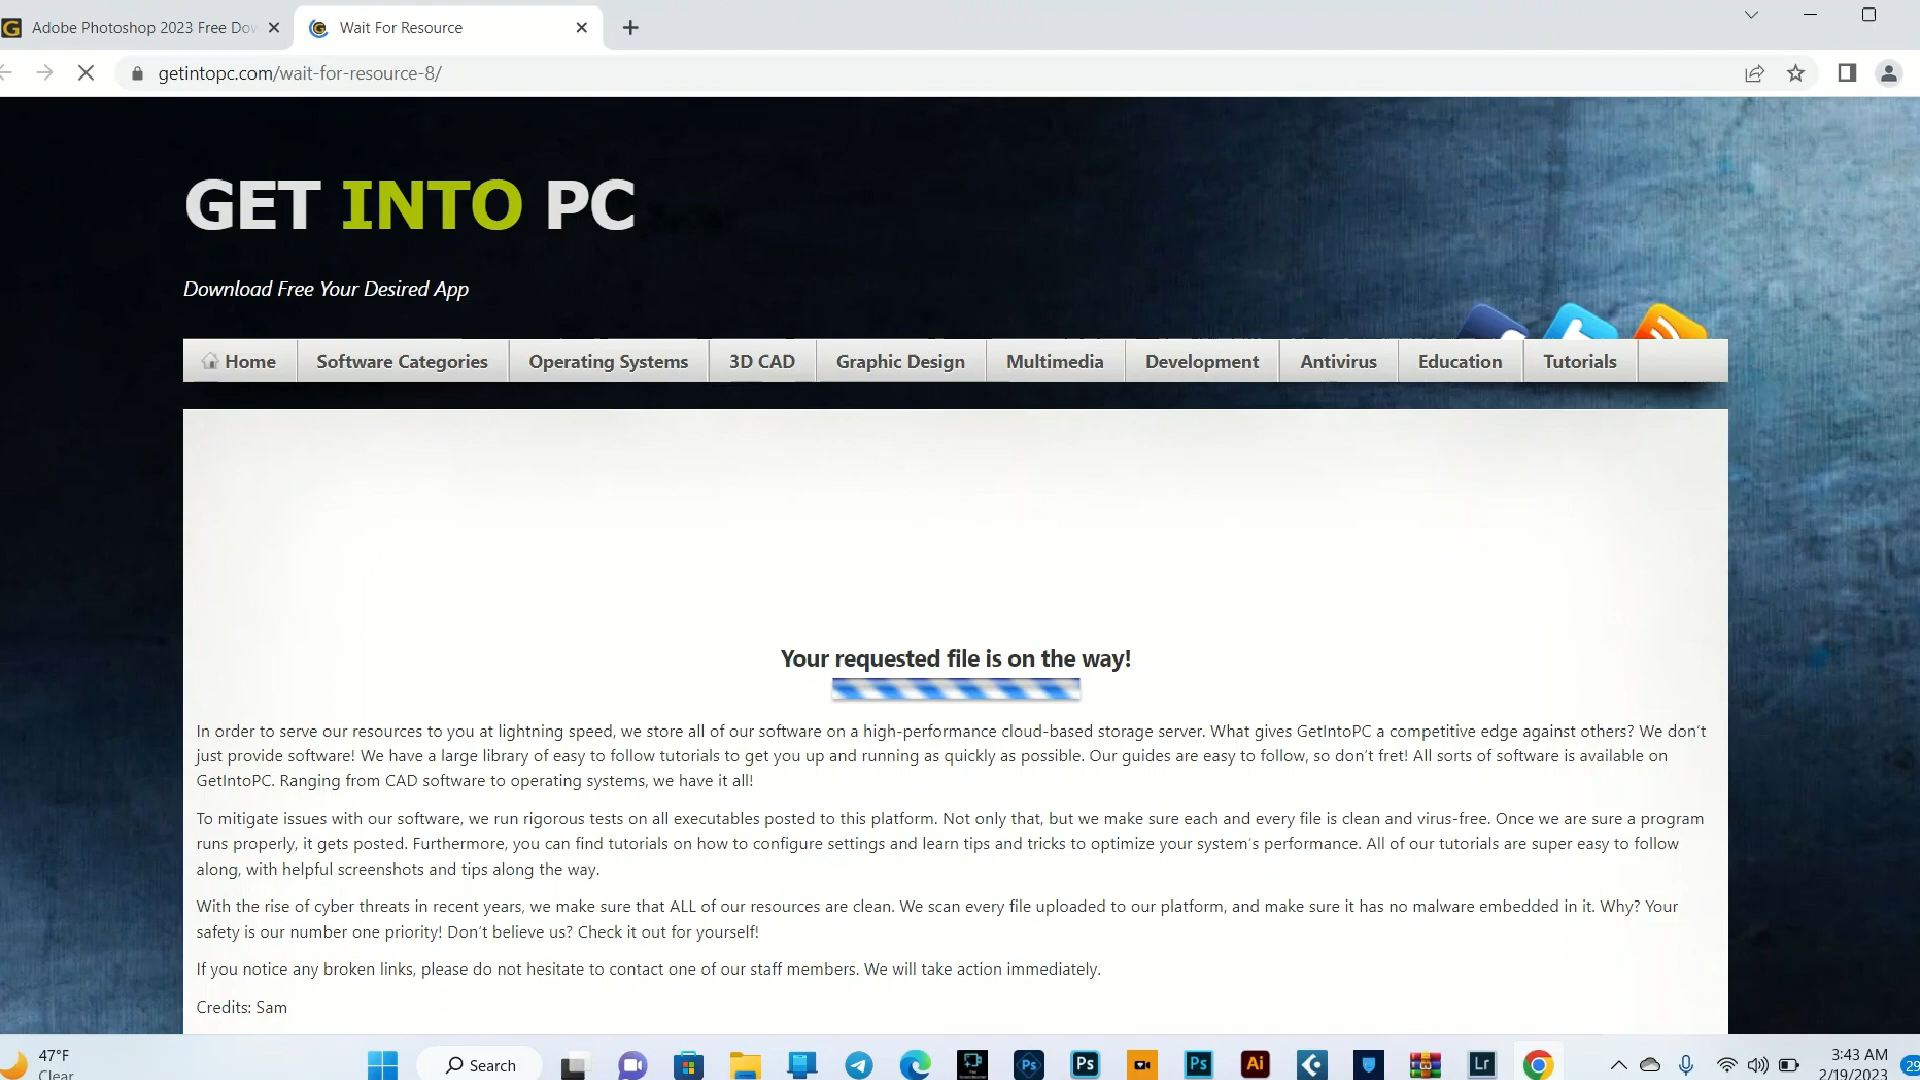 Adobe Photoshop 2023 Free Dow
Wait For Resource
getintopc.com/wait-for-resource-8/
GET INTO PC
Download Free Your Desired App
Home
Software Categories
Operating Systems
3D CAD
Graphic Design
Multimedia
Development
Antivirus
Education
Tutorials
Your requested file is on the way!
In order to serve our resources to you at lightning speed, we store all of our software on a high-performance cloud-based storage server. What gives GetIntoPC a competitive edge against others? We don't
just provide software! We have a large library of easy to follow tutorials to get you up and running as quickly as possible. Our guides are easy to follow, so don't fret! All sorts of software is available on
GetIntoPC. Ranging from CAD software to operating systems, we have it all!
To mitigate issues with our software, we run rigorous tests on all executables posted to this platform. Not only that, but we make sure each and every file is clean and virus-free. Once we are sure a program
runs properly, it gets posted. Furthermore, you can find tutorials on how to configure settings and learn tips and tricks to optimize your system's performance. All of our tutorials are super easy to follow
along, with helpful screenshots and tips along the way.
With the rise of cyber threats in recent years, we make sure that ALL of our resources are clean. We scan every file uploaded to our platform, and make sure it has no malware embedded in it. Why? Your
safety is our number one priority! Don't believe us? Check it out for yourself!
If you notice any broken links, please do not hesitate to contact one of our staff members. We will take action immediately.
Credits: Sam
47°F
Clear
Search
Ps
Ps
Ps
Ai
Lr
3:43 AM
2/19/2023
29